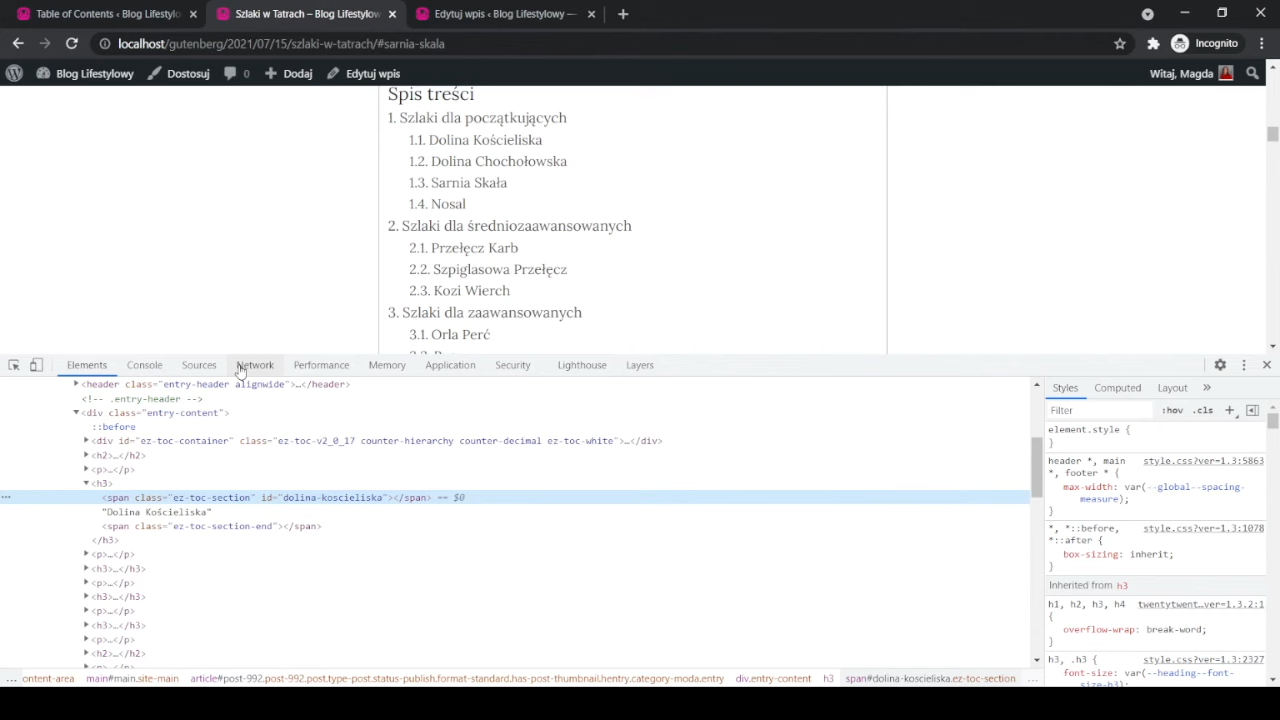 Table of Contents ‹ Blog Lifestylo
Szlaki w Tatrach – Blog Lifestylow
Edytuj wpis ‹ Blog Lifestylowy —
localhost/gutenberg/2021/07/15/szlaki-w-tatrach/#sarnia-skala
Incognito
Blog Lifestylowy
Dostosuj
0
Dodaj
Edytuj wpis
Witaj, Magda
Spis treści
1. Szlaki dla początkujących
1.1. Dolina Kościeliska
1.2. Dolina Chochołowska
1.3. Sarnia Skała
1.4. Nosal
2. Szlaki dla średniozaawansowanych
2.1. Przełęcz Karb
2.2. Szpiglasowa Przełęcz
2.3. Kozi Wierch
3. Szlaki dla zaawansowanych
3.1. Orla Perć
Elements Console Sources Network Performance Memory Application Security Lighthouse Layers
<header class="entry-header alignwide">…</header>
<!-- .entry-header -->
<div class="entry-content">
::before
<div id="ez-toc-container" class="ez-toc-v2_0_17 counter-hierarchy counter-decimal ez-toc-white">…</div>
<h2>…</h2>
<p>…</p>
<h3>
<span class="ez-toc-section" id="dolina-koscieliska"></span> == $0
"Dolina Kościeliska"
<span class="ez-toc-section-end"></span>
</h3>
<p>…</p>
<h3>…</h3>
<p>…</p>
<h3>…</h3>
<p>…</p>
<h3>…</h3>
<p>…</p>
<h2>…</h2>
<p>…</p>
… ontent-area main#main.site-main article#post-992.post-992.post.type-post.status-publish.format-standard.has-post-thumbnail.hentry.category-moda.entry div.entry-content h3 span#dolina-koscieliska.ez-toc-section …
Styles Computed Layout »
Filter :hov .cls +
element.style {
}
header *, main style.css?ver=1.3:5863
*, footer * {
max-width: var(--global--spacing-
measure);
}
*, *::before, style.css?ver=1.3:1078
*::after {
box-sizing: inherit;
}
Inherited from h3
h1, h2, h3, h4 twentytwent…ver=1.3.2:1
{
overflow-wrap: break-word;
}
h3, .h3 { style.css?ver=1.3:2327
font-size: var(--heading--font-
size-h3);